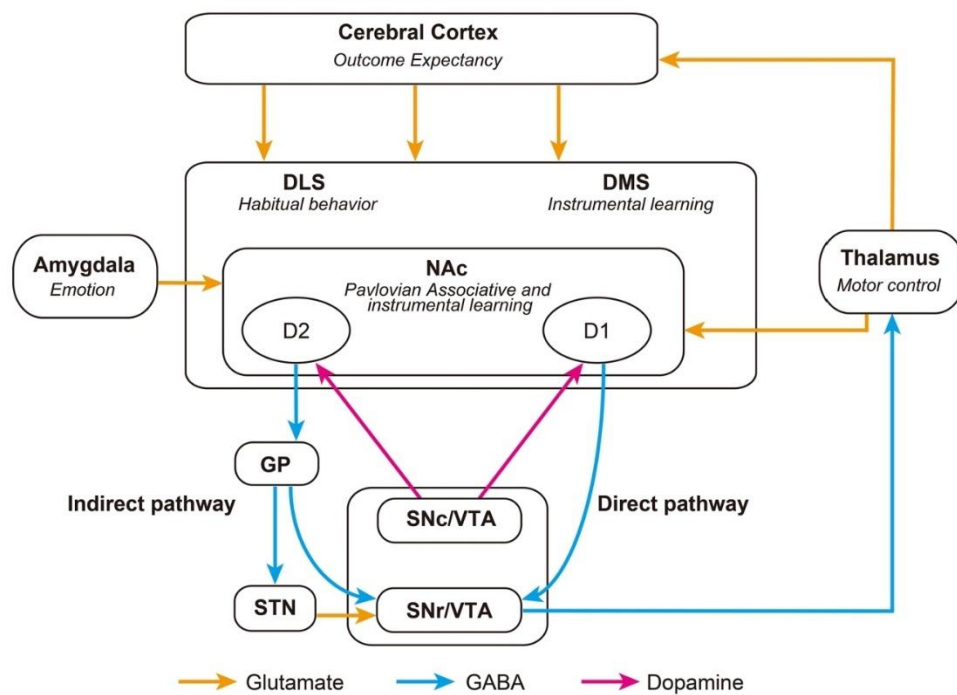 Cerebral Cortex
Outcome Expectancy
DLS
Habitual behavior
DMS
Instrumental learning
Amygdala
Emotion
NAc
Pavlovian Associative and
instrumental learning
Thalamus
Motor control
D2
D1
GP
Indirect pathway
SNc/VTA
Direct pathway
STN
SNr/VTA
Glutamate
GABA
Dopamine